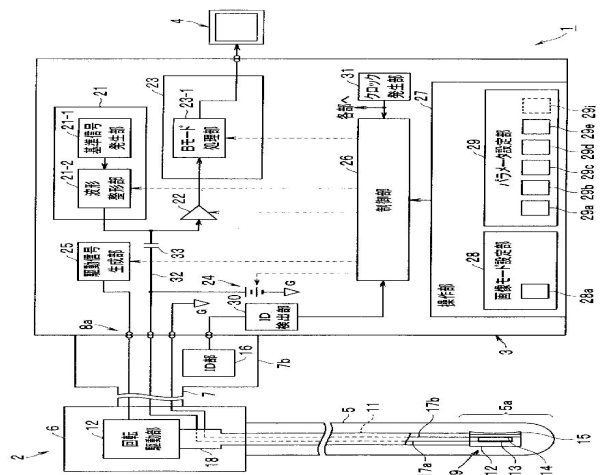 4
1
23
23-1
Bモード
処理部
21
21-1
基準信号
発生部
21-2
波形
整形部
22
31
クロック
発生部
各部へ
26
制御部
27
操作部
29
パラメータ設定部
29a
29b
29c
29d
29e
29i
28
画像モード設定部
28a
25
駆動信号
生成部
33
32
24
G
G
30
ID
検出部
8a
3
ID部
16
7b
7
2
6
12
回転
駆動部
18
5
11
17a
17b
5a
9
12
13
14
15